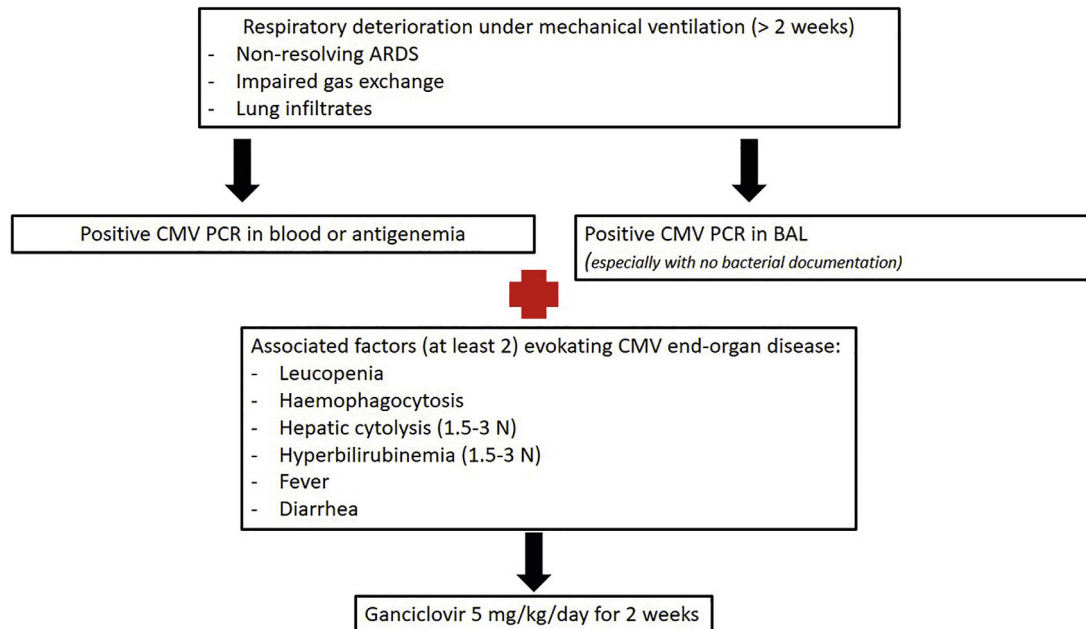 Respiratory deterioration under mechanical ventilation (> 2 weeks)
- Non-resolving ARDS
- Impaired gas exchange
- Lung infiltrates
Positive CMV PCR in blood or antigenemia
Positive CMV PCR in BAL
(especially with no bacterial documentation)
Associated factors (at least 2) evokating CMV end-organ disease:
- Leucopenia
- Haemophagocytosis
- Hepatic cytolysis (1.5-3 N)
- Hyperbilirubinemia (1.5-3 N)
- Fever
- Diarrhea
Ganciclovir 5 mg/kg/day for 2 weeks